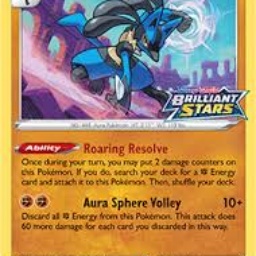 BRILLIANT
STARS
Ability Roaring Resolve
Once during your turn, you may put 2 damage counters on
this Pokémon. If you do, search your deck for a Energy
card and attach it to this Pokémon. Then, shuffle your deck.
Aura Sphere Volley 10+
Discard all Energy from this Pokémon. This attack does
60 more damage for each card you discarded in this way.